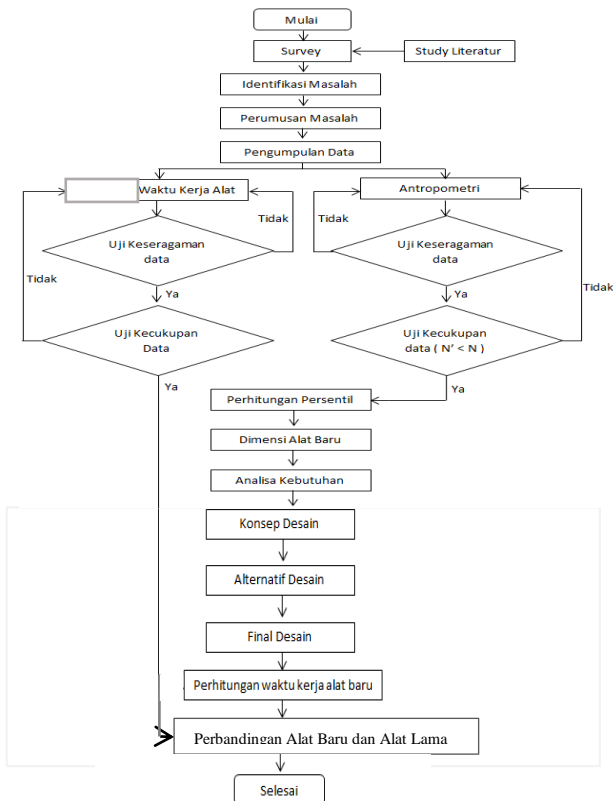 Mulai
Survey
Study Literatur
Identifikasi Masalah
Perumusan Masalah
Pengumpulan Data
Waktu Kerja Alat
Antropometri
Tidak
Tidak
Uji Keseragaman
data
Uji Keseragaman
data
Tidak
Tidak
Ya
Ya
Uji Kecukupan
Data
Uji Kecukupan
data ( N' < N )
Ya
Ya
Perhitungan Persentil
Dimensi Alat Baru
Analisa Kebutuhan
Konsep Desain
Alternatif Desain
Final Desain
Perhitungan waktu kerja alat baru
Perbandingan Alat Baru dan Alat Lama
Selesai